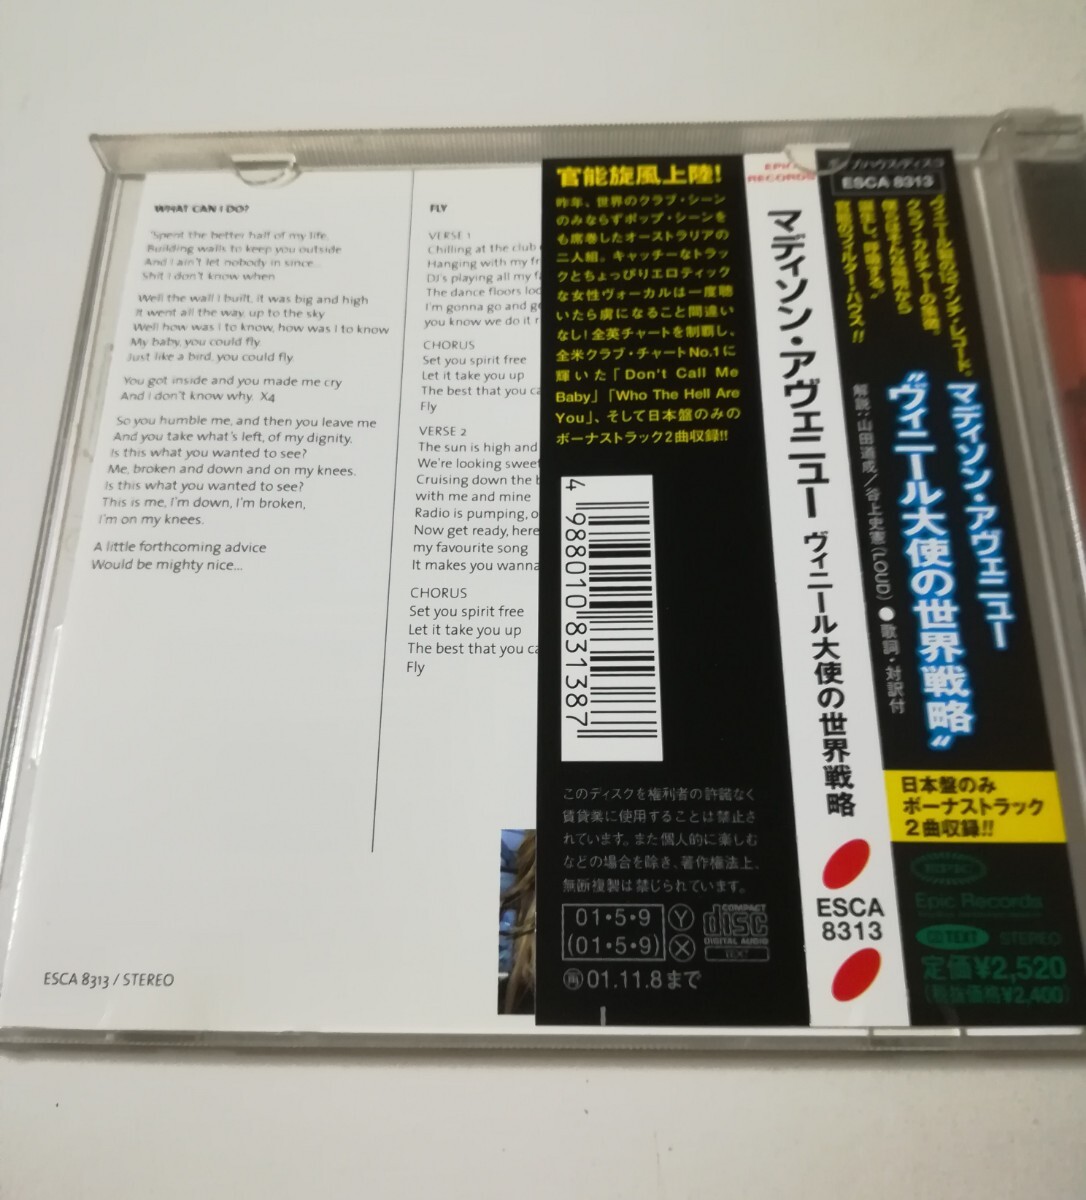 WHAT CAN I DO?
Spent the better half of my life,
Building walls to keep you outside
And I ain't let nobody in since...
Shit I don't know when
Well the wall I built, it was big and high
It went all the way, up to the sky
Well how was I to know, how was I to know
My baby, you could fly
Just like a bird, you could fly
You got inside and you made me cry
And I don't know why. X4
So you humble me, and then you leave me
And you take what's left, of my dignity.
Is this what you wanted to see?
Me, broken and down and on my knees.
Is this what you wanted to see?
This is me, I'm down, I'm broken,
I'm on my knees.
A little forthcoming advice
Would be mighty nice...
ESCA 8313 / STEREO
FLY
VERSE 1
Chilling at the club
Hanging with my fr
DJ's playing all my f
The dance floors loo
I'm gonna go and ge
you know we do it r
CHORUS
Set you spirit free
Let it take you up
The best that you ca
Fly
VERSE 2
The sun is high and
We're looking sweet
Cruising down the b
with me and mine
Radio is pumping, o
Now get ready, here
my favourite song
It makes you wanna
CHORUS
Set you spirit free
Let it take you up
The best that you ca
Fly
官能旋風上陸!
昨年、世界のクラブ・シーン
のみならずポップ・シーンを
も席巻したオーストラリアの
二人組。キャッチーなトラッ
クとちょっぴりエロティック
な女性ヴォーカルは一度聴
いたら虜になること間違い
なし!全英チャートを制覇し、
全米クラブ・チャートNo.1に
輝いた「Don't Call Me
Baby」「Who The Hell Are
You」、そして日本盤のみの
ボーナストラック2曲収録!!
4 988010 831387
このディスクを権利者の許諾なく
賃貸業に使用することは禁止さ
れています。また個人的に楽しむ
などの場合を除き、著作権法上、
無断複製は禁じられています。
01・5・9 Y
(01・5・9) X
COMPACT
disc
DIGITAL AUDIO
TEXT
再01.11.8まで
EPIC
RECORDS
マディソン・アヴェニュー ヴィニール大使の世界戦略
ESCA
8313
ESCA 8313
マディソン・アヴェニュー
"ヴィニール大使の世界戦略"
解説:山田道成/谷上史憲(LOUD) ●歌詞・対訳付
日本盤のみ
ボーナストラック
2曲収録!!
EPIC
Epic Records
TEXT STEREO
定価¥2,520
(税抜価格¥2,400)